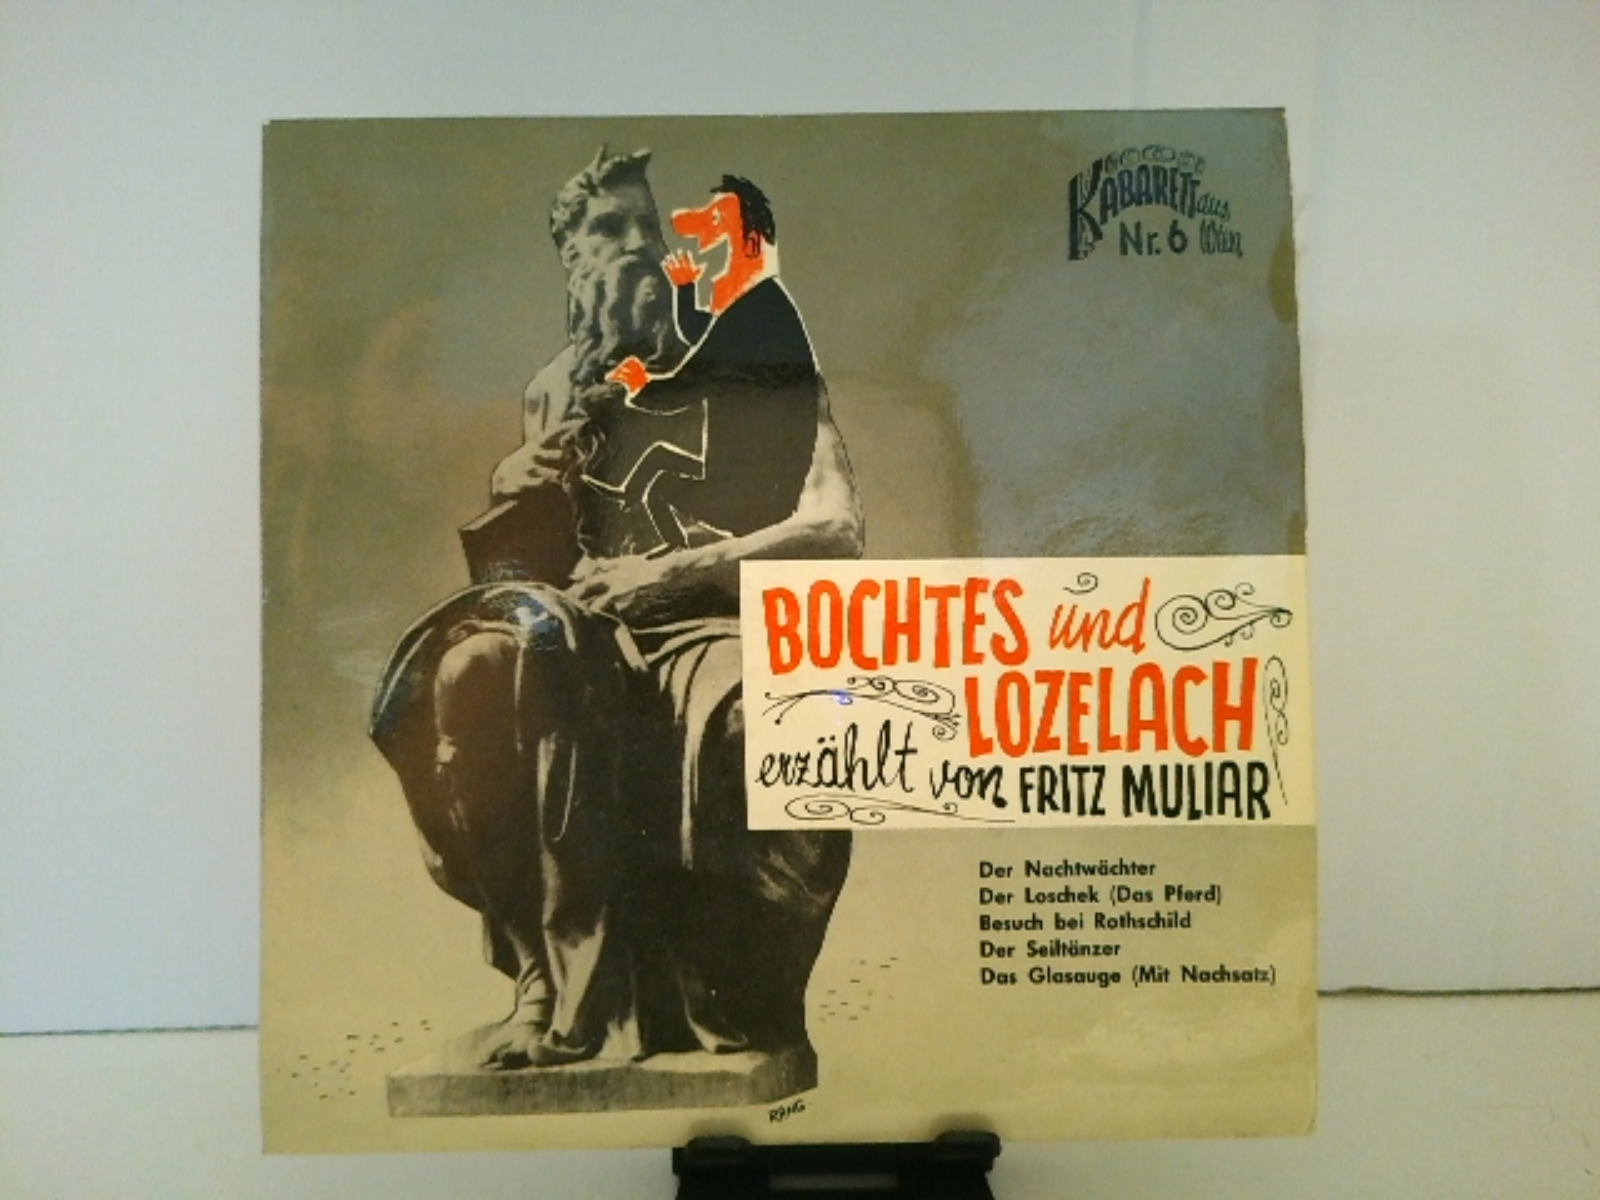 KABARETT aus
Nr. 6 Wien
BOCHTES und
LOZELACH
erzählt von FRITZ MULIAR
Der Nachtwächter
Der Loschek (Das Pferd)
Besuch bei Rothschild
Der Seiltänzer
Das Glasauge (Mit Nachsatz)
RANG